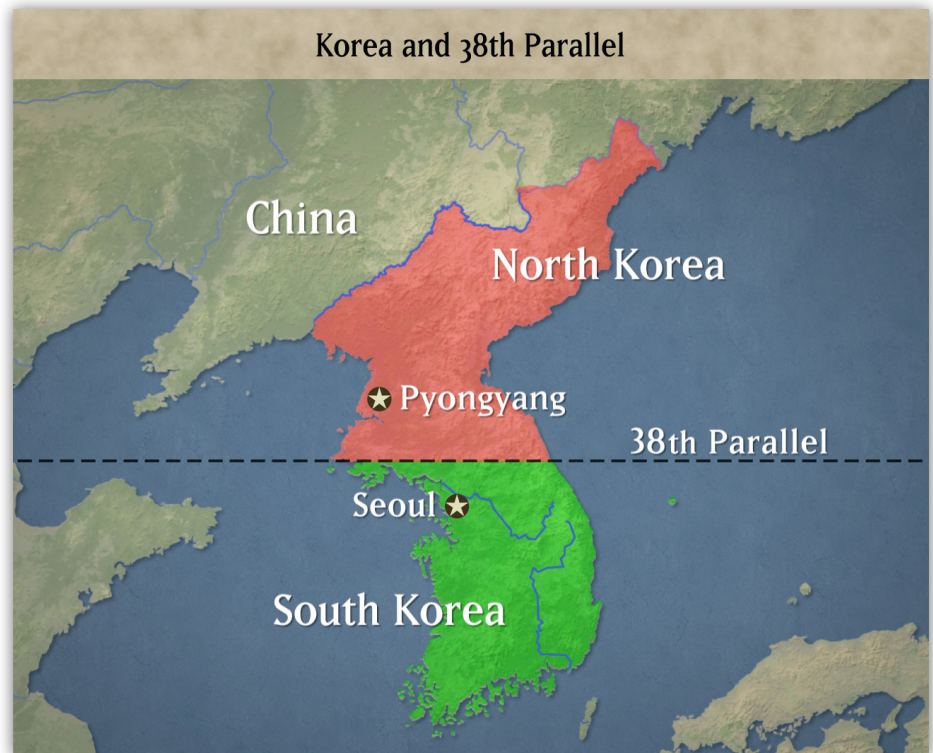 Korea and 38th Parallel
China
North Korea
Pyongyang
38th Parallel
Seoul
South Korea